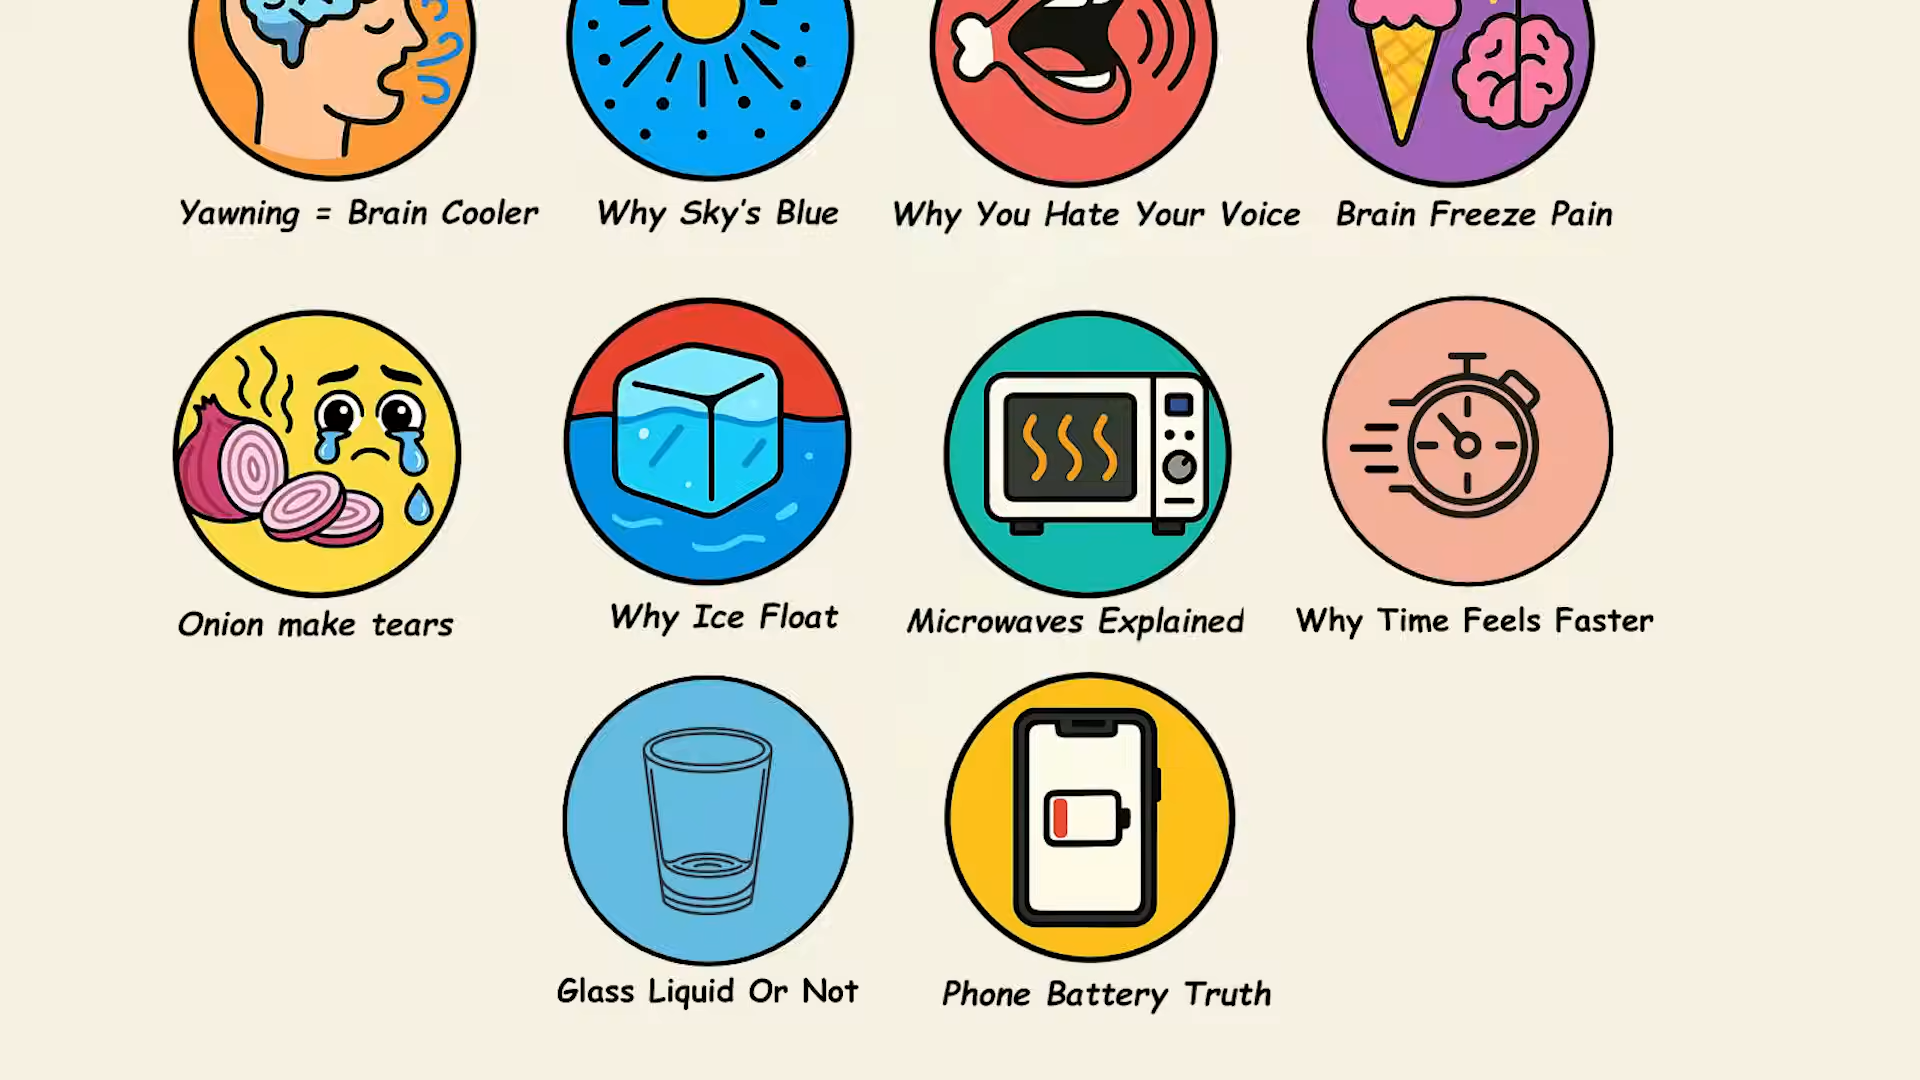 Yawning = Brain Cooler
Why Sky's Blue
Why You Hate Your Voice
Brain Freeze Pain
Onion make tears
Why Ice Float
Microwaves Explained
Why Time Feels Faster
Glass Liquid Or Not
Phone Battery Truth